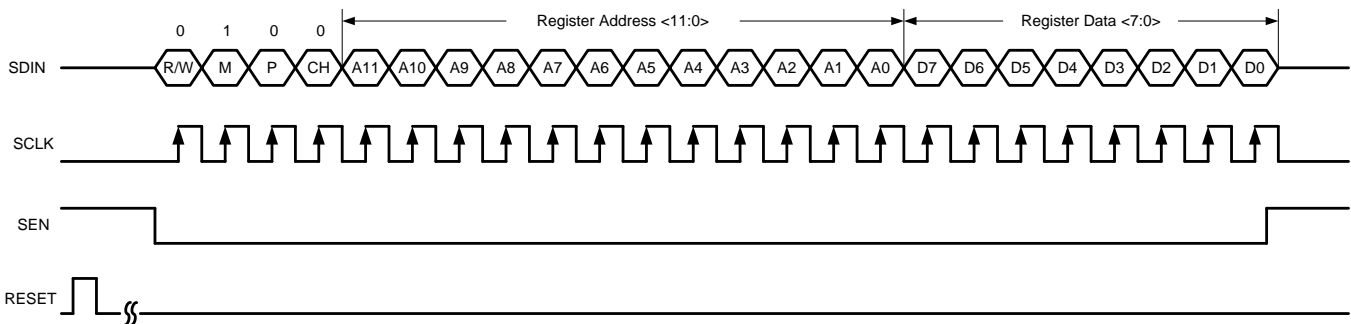 Register Address <11:0> Register Data <7:0>
0 1 0 0
SDIN R/W M P CH A11 A10 A9 A8 A7 A6 A5 A4 A3 A2 A1 A0 D7 D6 D5 D4 D3 D2 D1 D0
SCLK
SEN
RESET